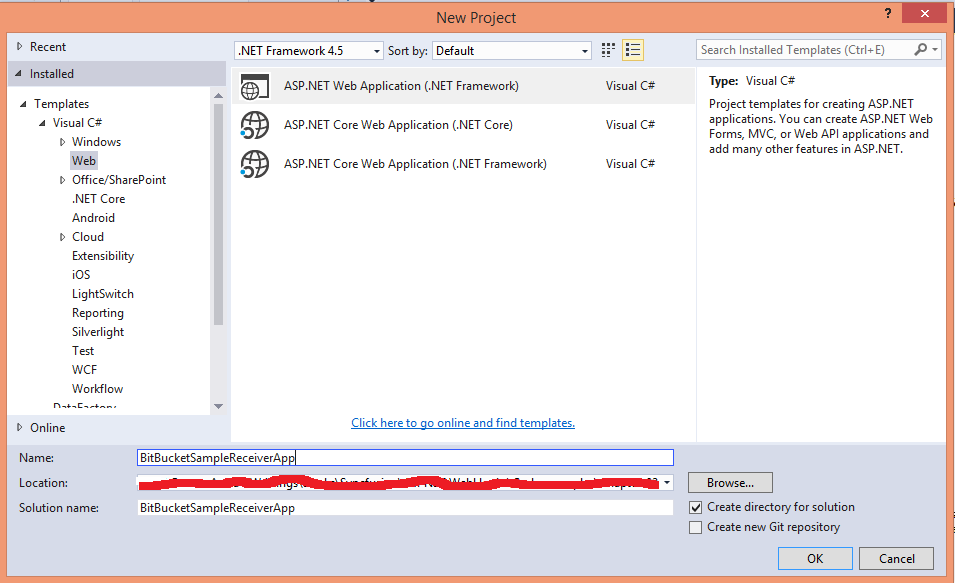 New Project
?
Recent
.NET Framework 4.5
Sort by:
Default
Search Installed Templates (Ctrl+E)
Installed
Templates
Visual C#
Windows
Web
Office/SharePoint
.NET Core
Android
Cloud
Extensibility
iOS
LightSwitch
Reporting
Silverlight
Test
WCF
Workflow
DataFactory
Online
ASP.NET Web Application (.NET Framework) Visual C#
ASP.NET Core Web Application (.NET Core) Visual C#
ASP.NET Core Web Application (.NET Framework) Visual C#
Click here to go online and find templates.
Type: Visual C#
Project templates for creating ASP.NET
applications. You can create ASP.NET Web
Forms, MVC, or Web API applications and
add many other features in ASP.NET.
Name: BitBucketSampleReceiverApp
Location:
Browse...
Solution name: BitBucketSampleReceiverApp
Create directory for solution
Create new Git repository
OK
Cancel